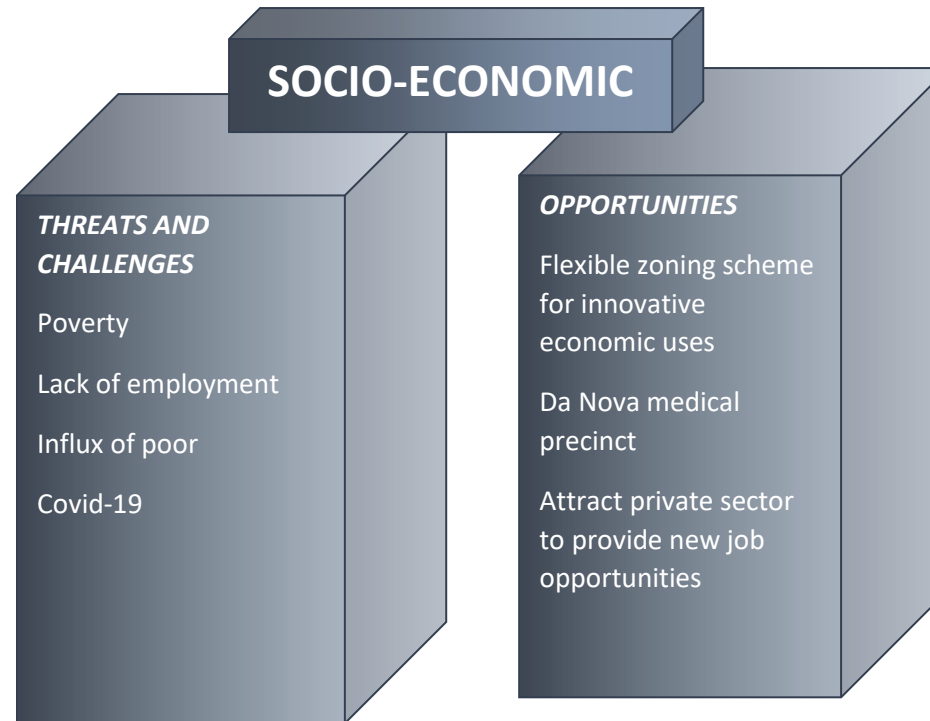 SOCIO-ECONOMIC
THREATS AND
CHALLENGES
Poverty
Lack of employment
Influx of poor
Covid-19
OPPORTUNITIES
Flexible zoning scheme
for innovative
economic uses
Da Nova medical
precinct
Attract private sector
to provide new job
opportunities